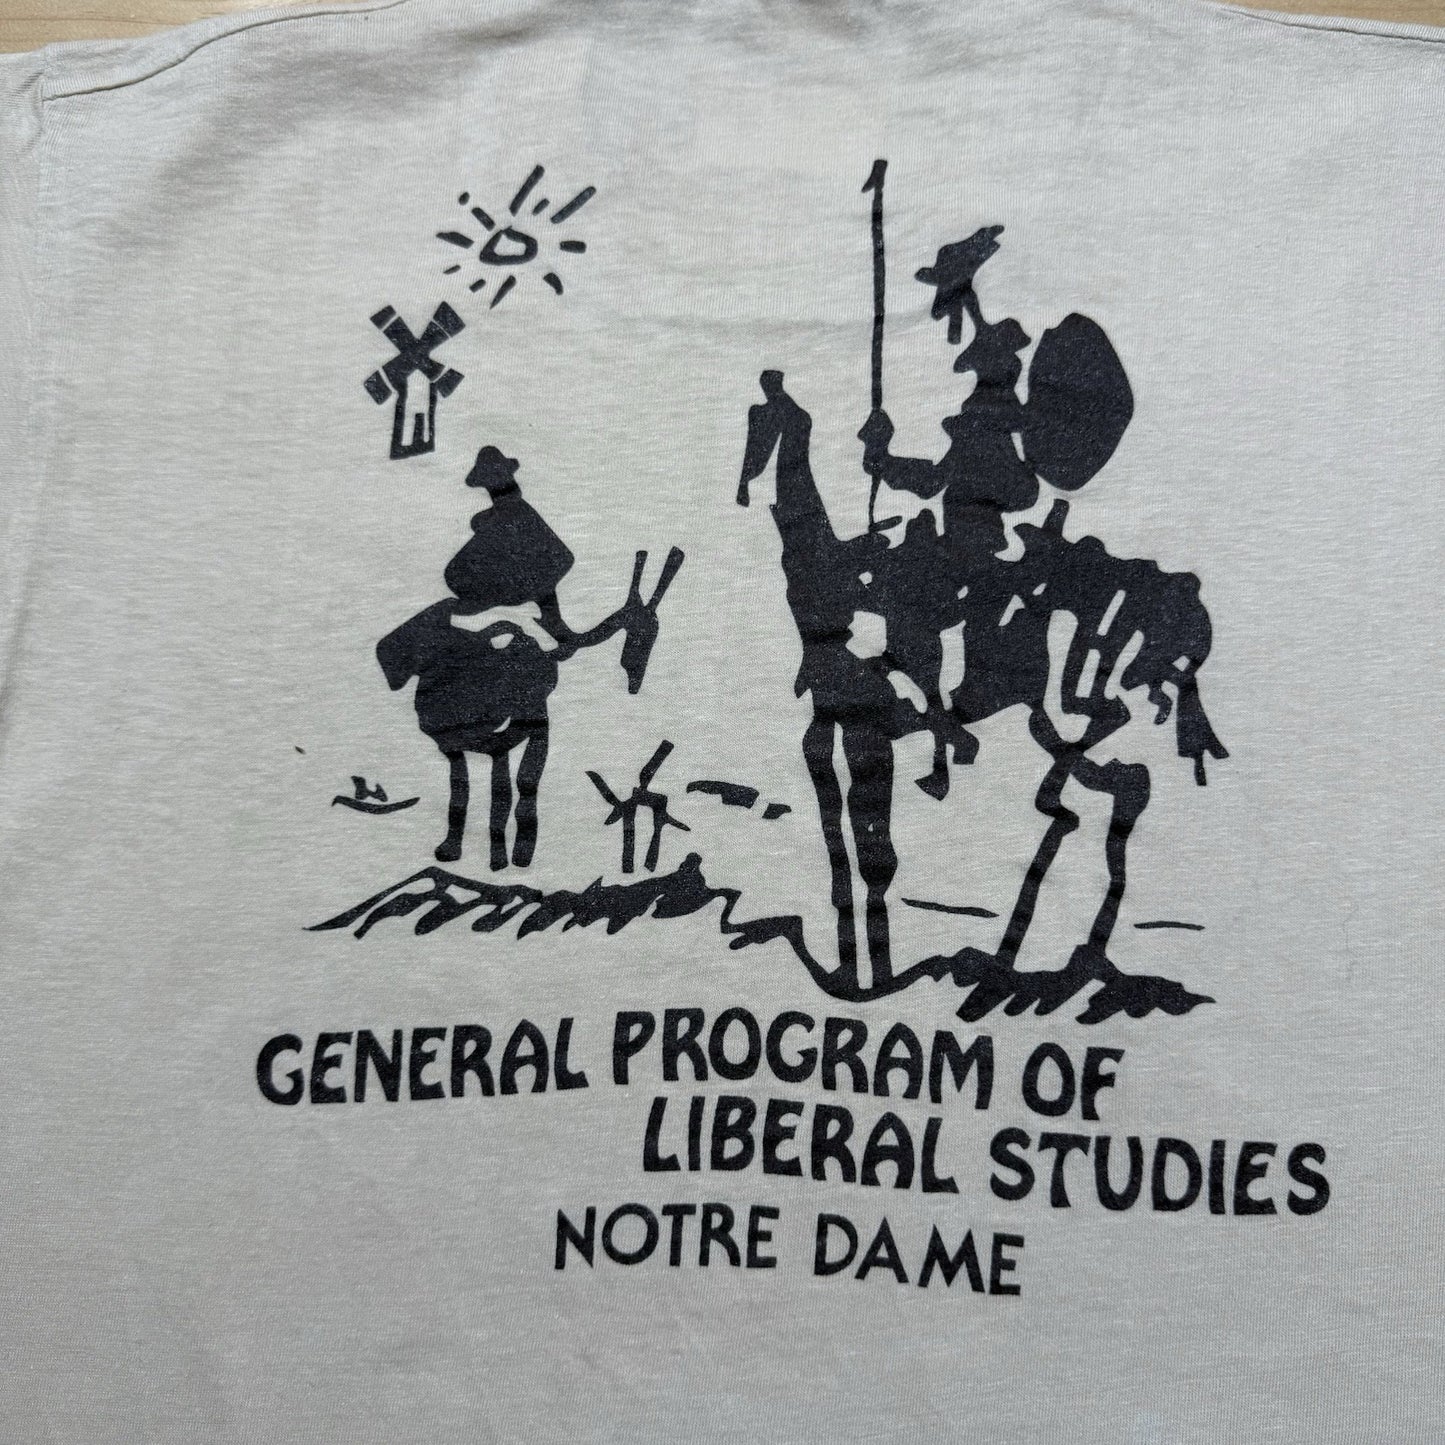 GENERAL PROGRAM OF
LIBERAL STUDIES
NOTRE DAME